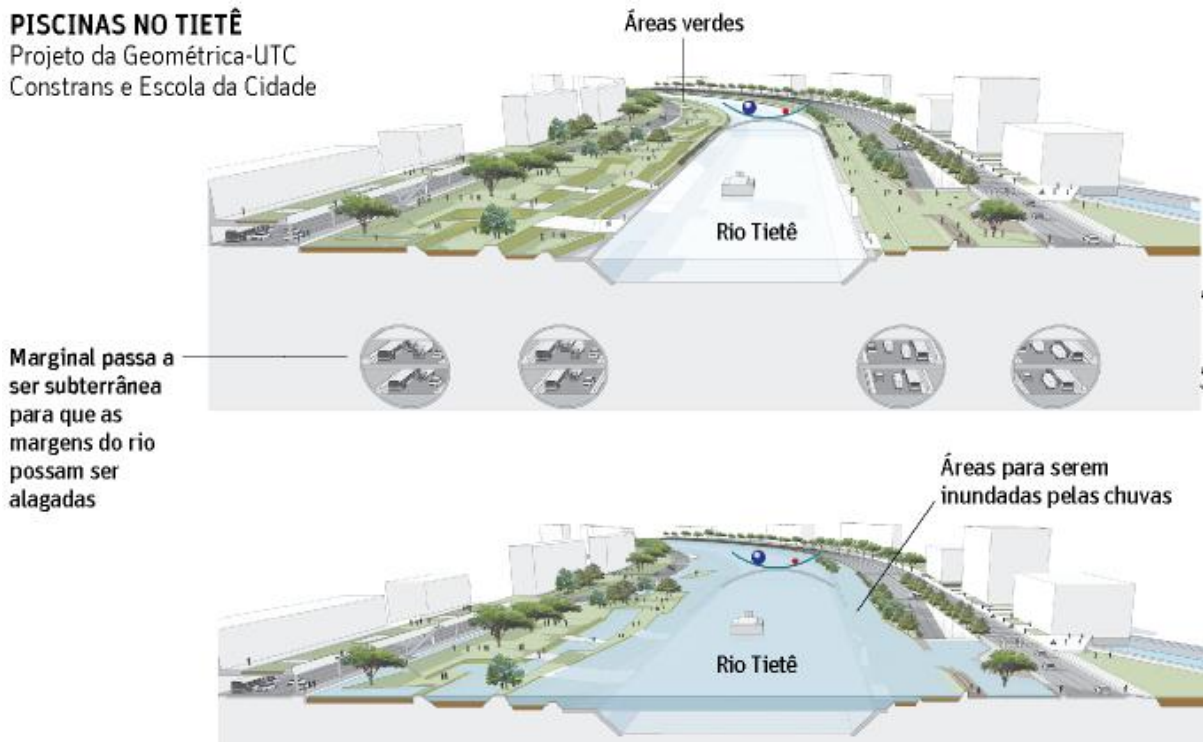 PISCINAS NO TIETÊ
Projeto da Geométrica-UTC
Constrans e Escola da Cidade
Áreas verdes
Rio Tietê
Marginal passa a
ser subterrânea
para que as
margens do rio
possam ser
alagadas
Áreas para serem
inundadas pelas chuvas
Rio Tietê